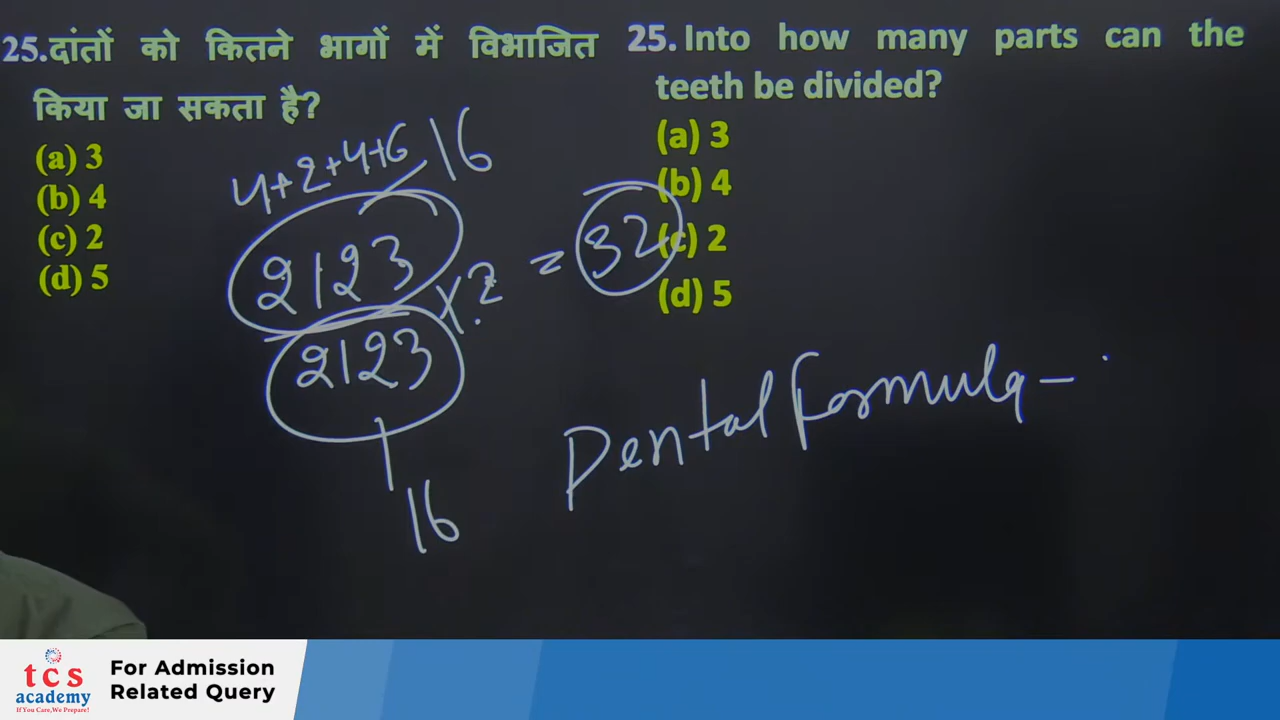 25.दांतों को कितने भागों में विभाजित
किया जा सकता है?
(a) 3
(b) 4
(c) 2
(d) 5
25. Into how many parts can the
teeth be divided?
(a) 3
(b) 4
(c) 2
(d) 5
4+2+4+6 16
2123
2123
x2 = 32
16
Dental formula -
tcs
academy
If You Care,We Prepare!
For Admission
Related Query